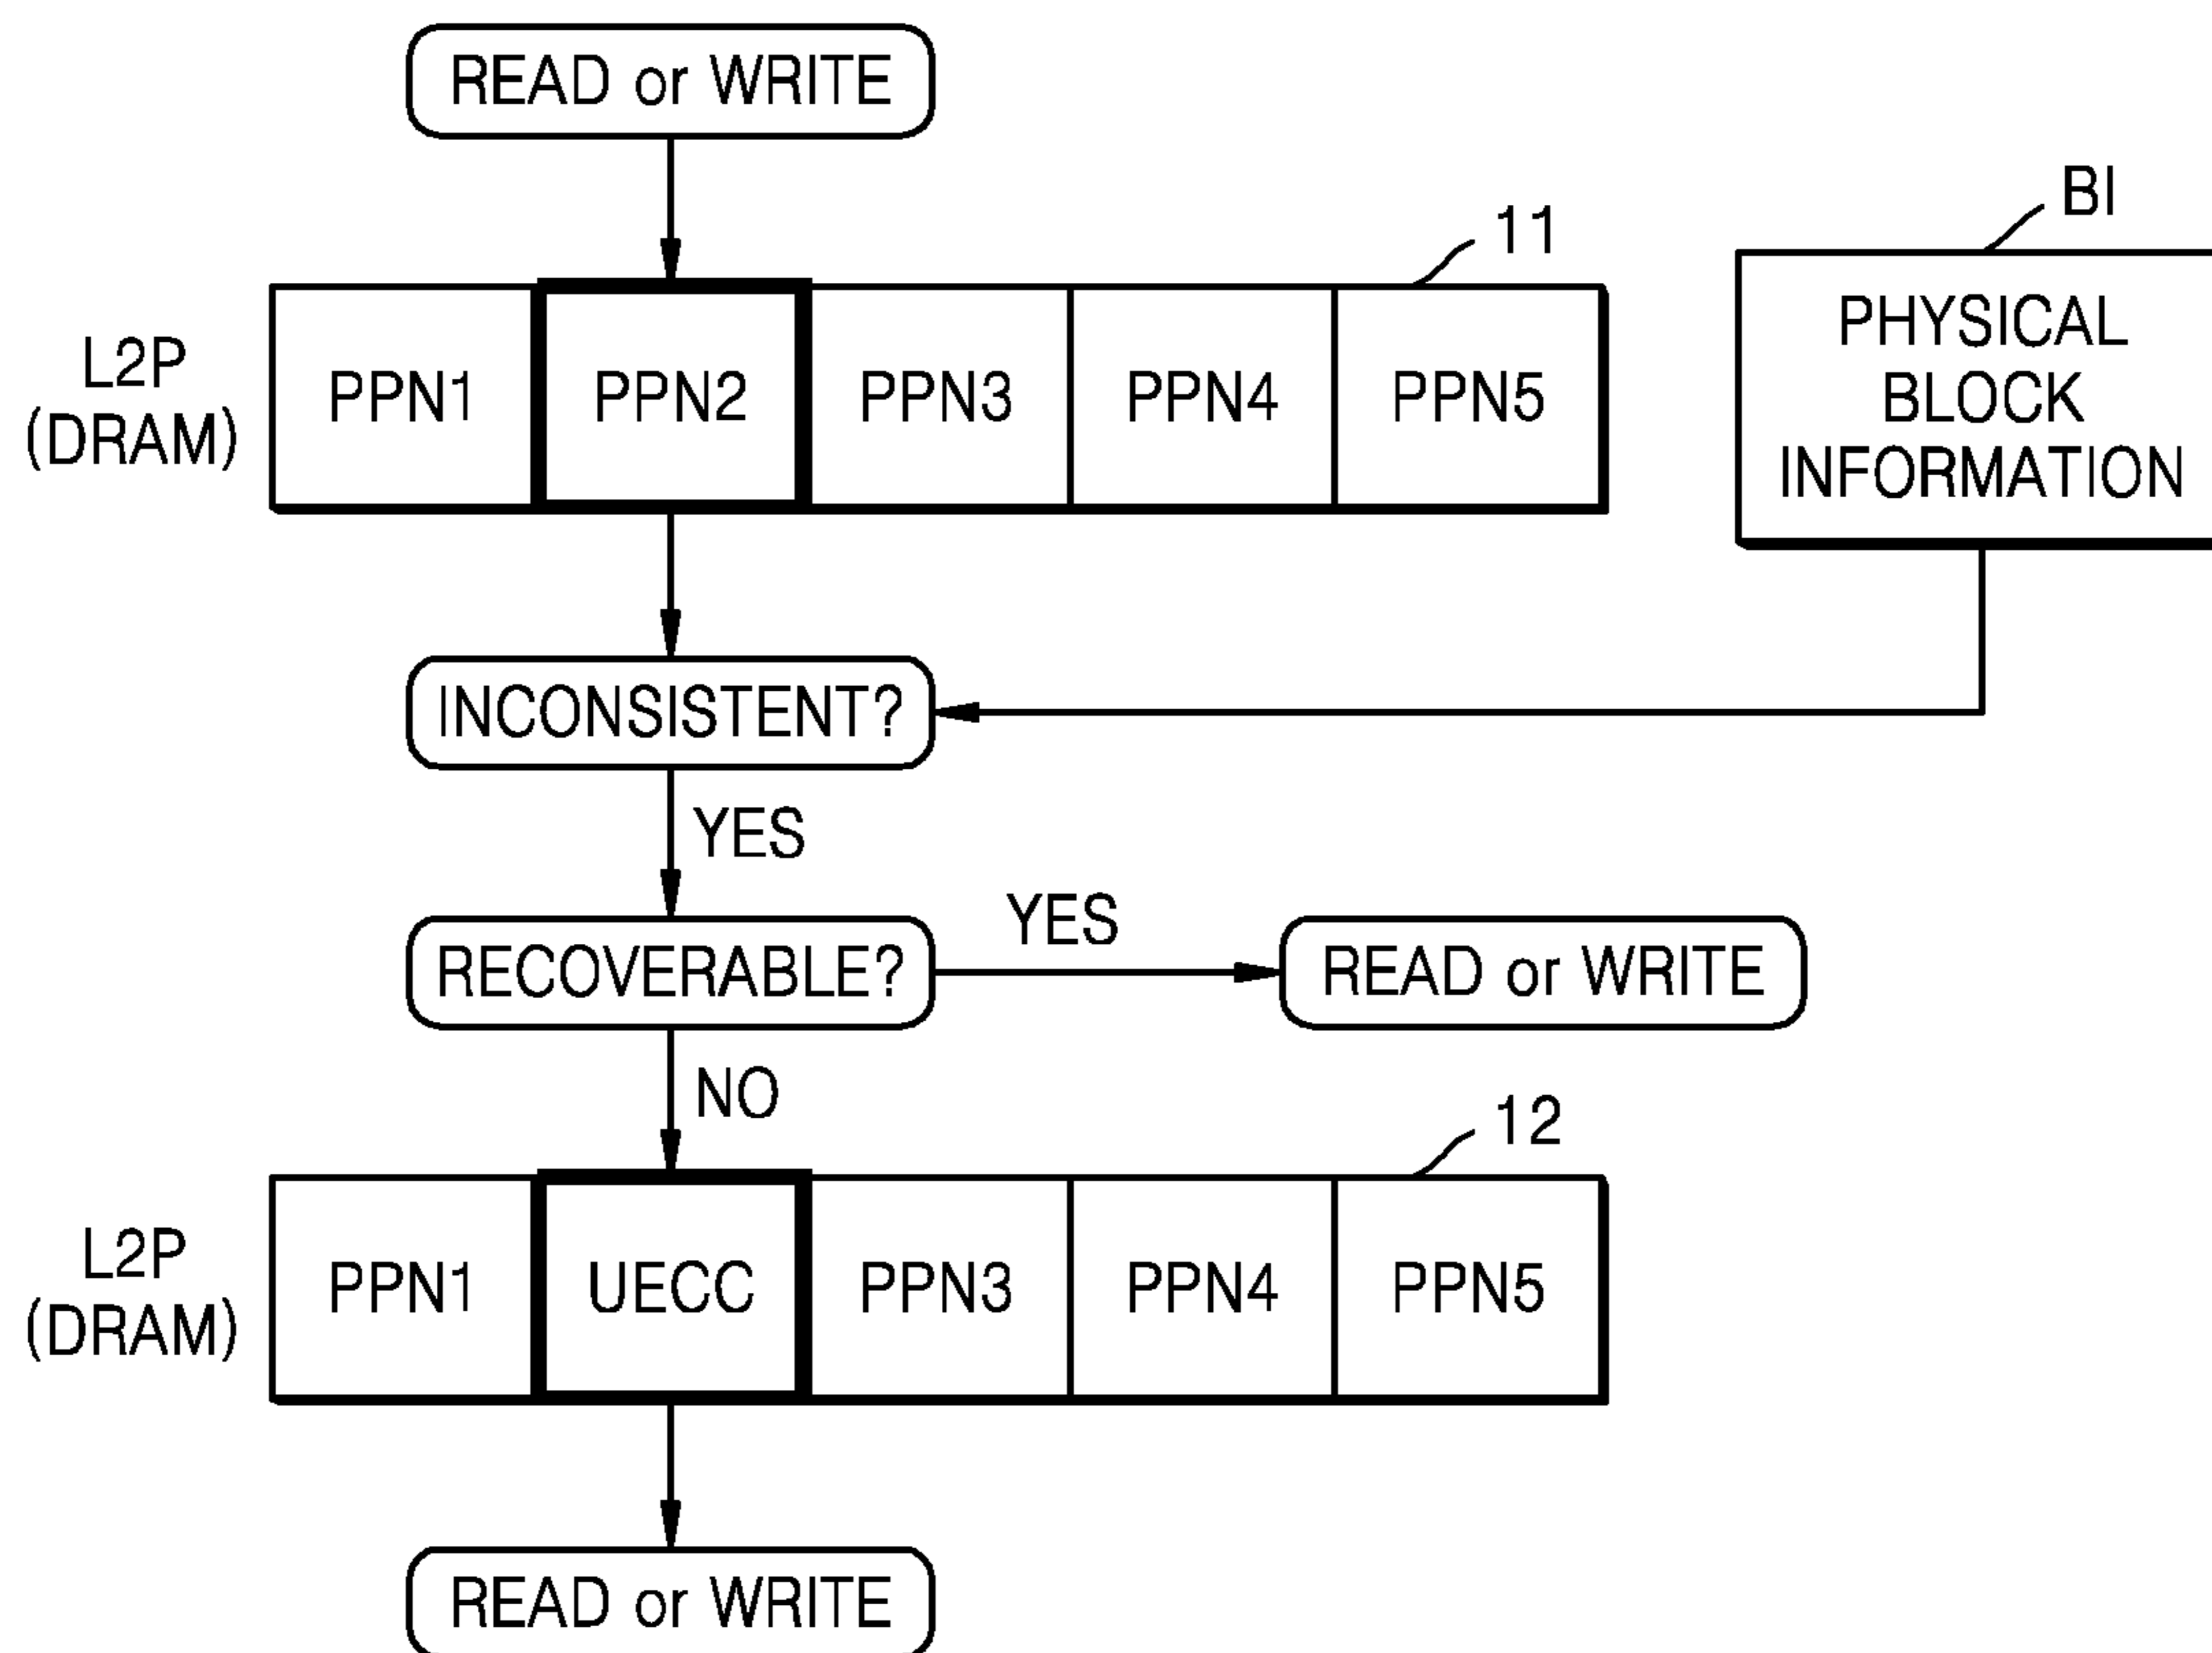 READ or WRITE
BI
11
PHYSICAL
BLOCK
INFORMATION
L2P
(DRAM)
PPN1 PPN2 PPN3 PPN4 PPN5
INCONSISTENT?
YES
RECOVERABLE?
YES
READ or WRITE
NO
12
L2P
(DRAM)
PPN1 UECC PPN3 PPN4 PPN5
READ or WRITE